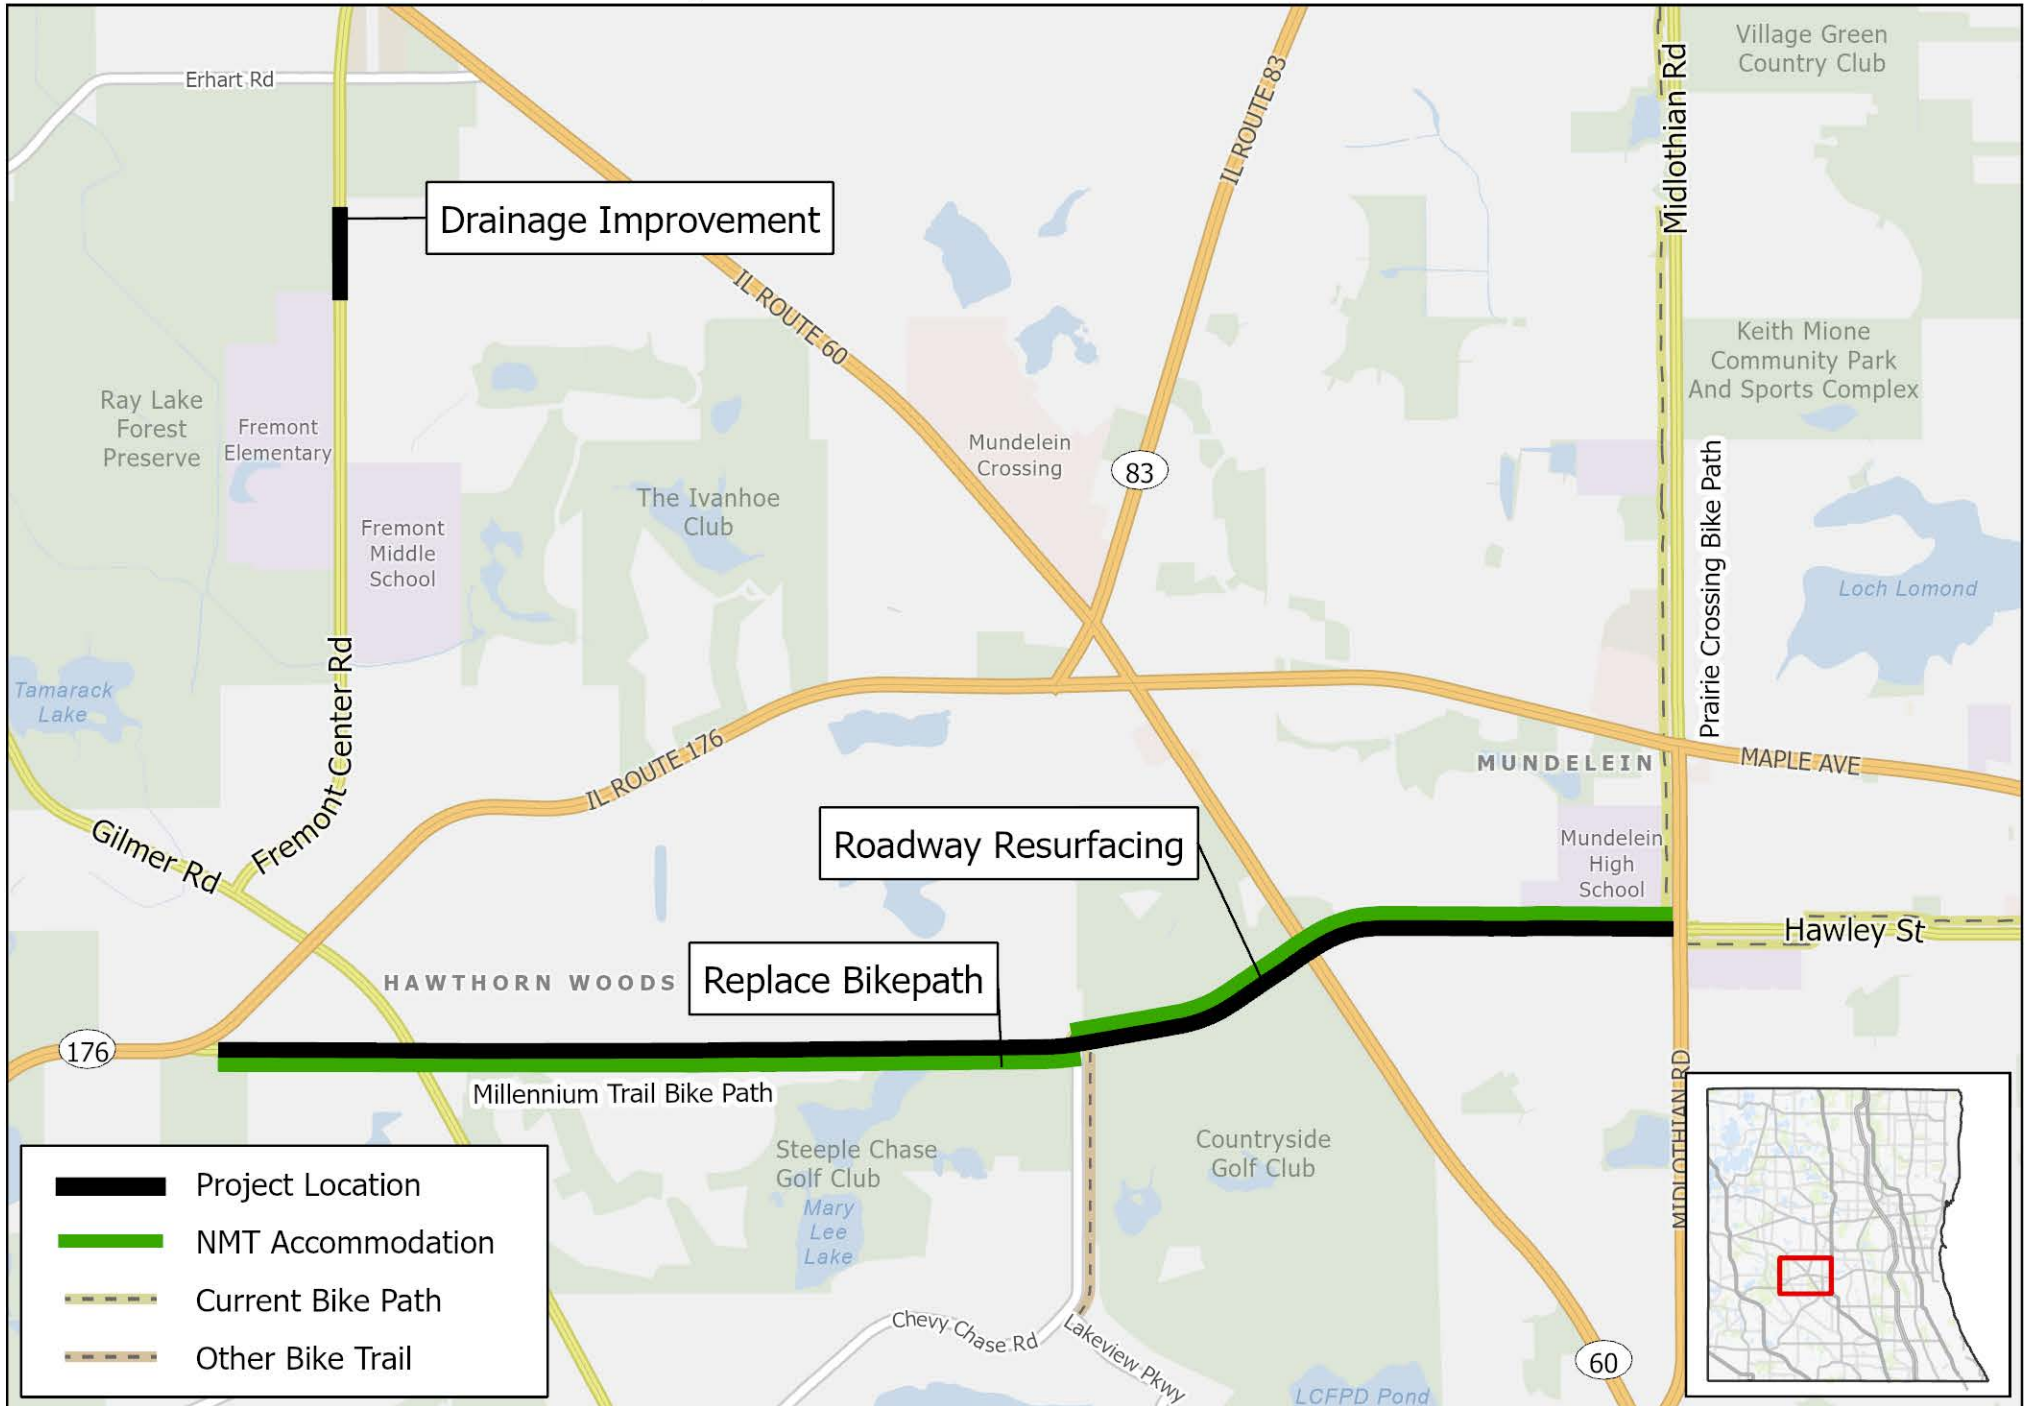 Village Green
Country Club
Erhart Rd
Midlothian Rd
IL ROUTE 83
Drainage Improvement
IL ROUTE 60
Keith Mione
Community Park
And Sports Complex
Ray Lake
Forest
Preserve
Fremont
Elementary
Mundelein
Crossing
83
The Ivanhoe
Club
Fremont
Middle
School
Prairie Crossing Bike Path
Loch Lomond
Tamarack
Lake
Fremont Center Rd
IL ROUTE 176
MUNDELEIN
MAPLE AVE
Gilmer Rd
Roadway Resurfacing
Mundelein
High
School
Hawley St
HAWTHORN WOODS
Replace Bikepath
176
Millennium Trail Bike Path
MIDLOTHIAN RD
Steeple Chase
Golf Club
Countryside
Golf Club
Mary
Lee
Lake
Project Location
NMT Accommodation
Current Bike Path
Other Bike Trail
Chevy Chase Rd
Lakeview Pkwy
60
LCFPD Pond